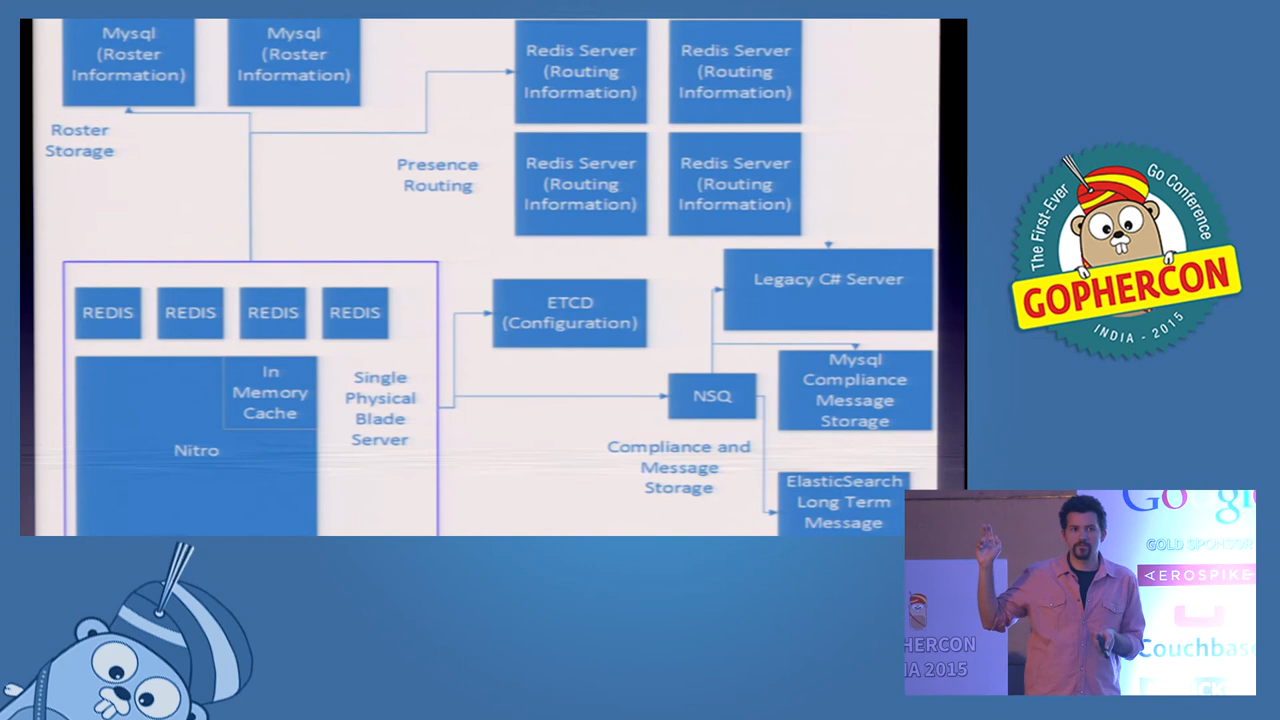 Mysql
(Roster
Information)
Mysql
(Roster
Information)
Redis Server
(Routing
Information)
Redis Server
(Routing
Information)
Roster
Storage
Presence
Routing
Redis Server
(Routing
Information)
Redis Server
(Routing
Information)
Legacy C# Server
REDIS
REDIS
REDIS
REDIS
ETCD
(Configuration)
In
Memory
Cache
Single
Physical
Blade
Server
Nitro
NSQ
Mysql
Compliance
Message
Storage
Compliance and
Message
Storage
ElasticSearch
Long Term
Message
The First-Ever
Go Conference
GOPHERCON
INDIA - 2015
GOLD SPONSOR
AEROSPIKE
Couchbase
HERCON
IA 2015